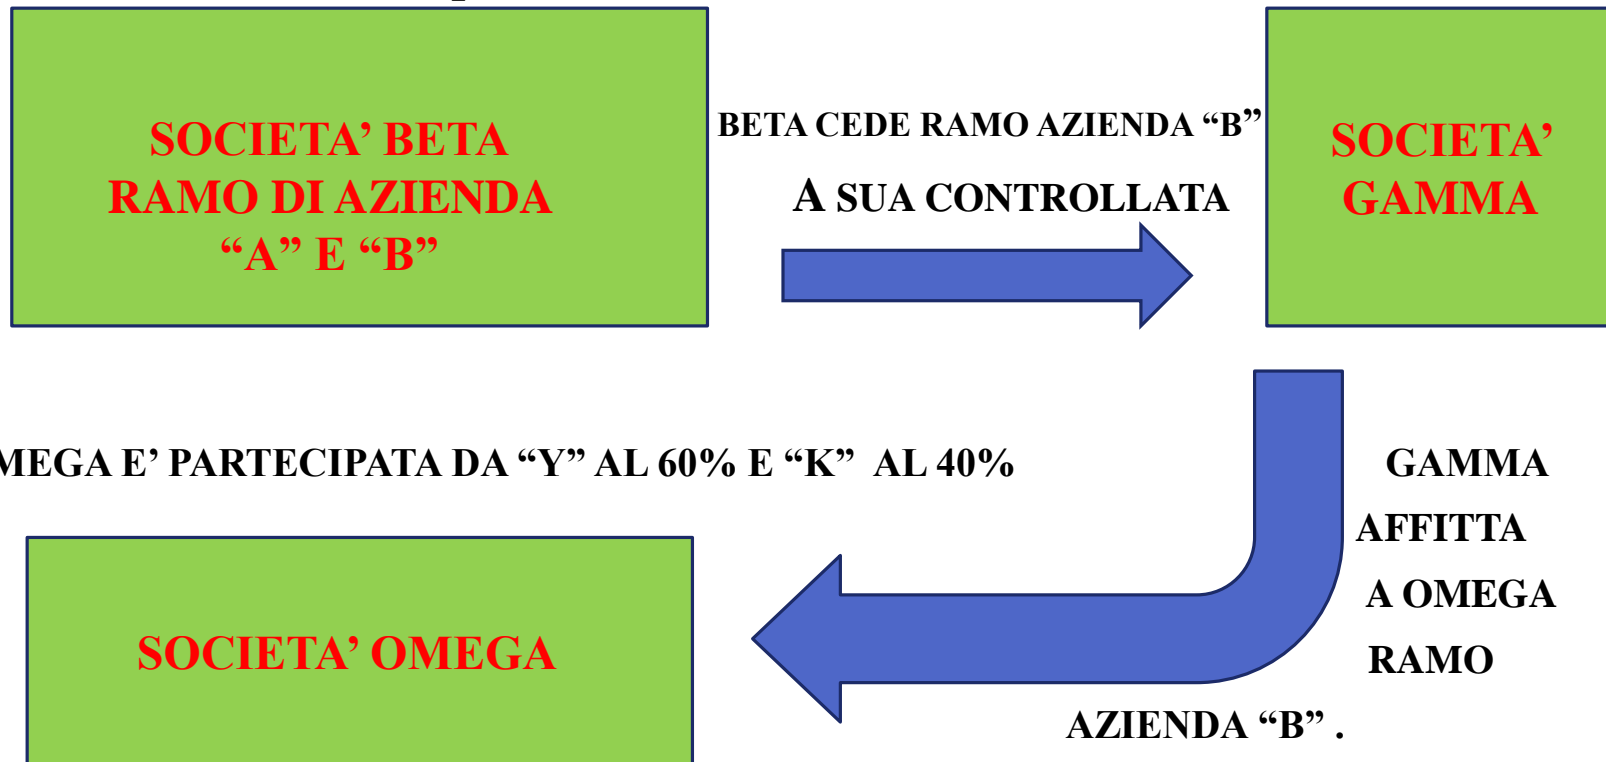 SOCIETA’ BETA
RAMO DI AZIENDA
“A” E “B”
BETA CEDE RAMO AZIENDA “B”
A SUA CONTROLLATA
SOCIETA’
GAMMA
MEGA E’ PARTECIPATA DA “Y” AL 60% E “K” AL 40%
GAMMA
AFFITTA
A OMEGA
RAMO
AZIENDA “B” .
SOCIETA’ OMEGA